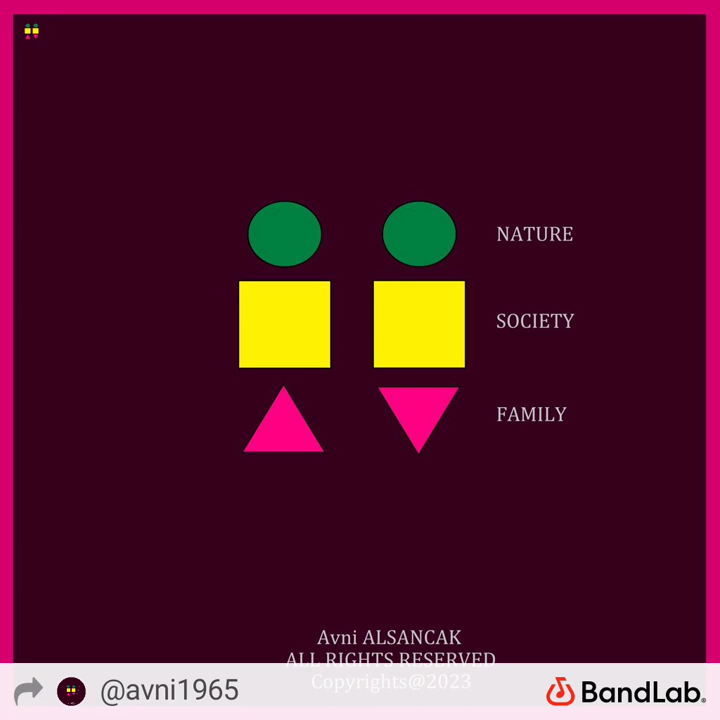 NATURE
SOCIETY
FAMILY
Avni ALSANCAK
ALL RIGHTS RESERVED
Copyrights@2023
@avni1965
BandLab®